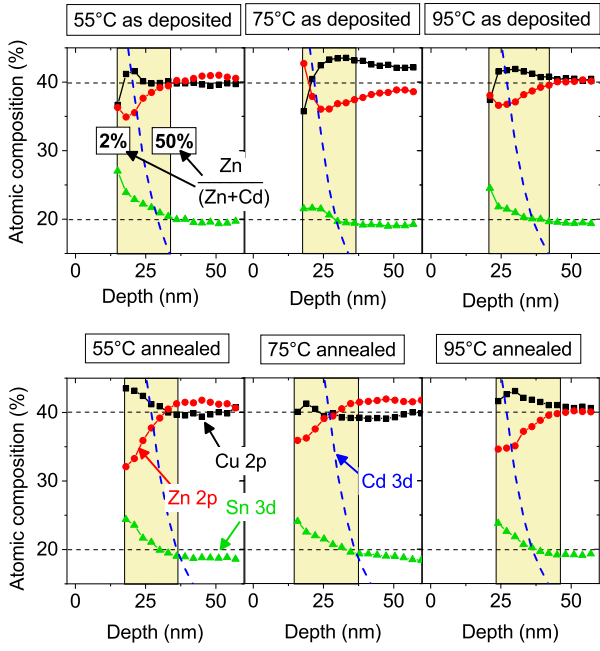 55°C as deposited 75°C as deposited 95°C as deposited
Atomic composition (%)
40
30
20
2% 50% Zn
(Zn+Cd)
0 25 50 0 25 50 0 25 50
Depth (nm) Depth (nm) Depth (nm)
55°C annealed 75°C annealed 95°C annealed
Atomic composition (%)
40
30
20
Cu 2p
Zn 2p
Sn 3d
Cd 3d
0 25 50 0 25 50 0 25 50
Depth (nm) Depth (nm) Depth (nm)